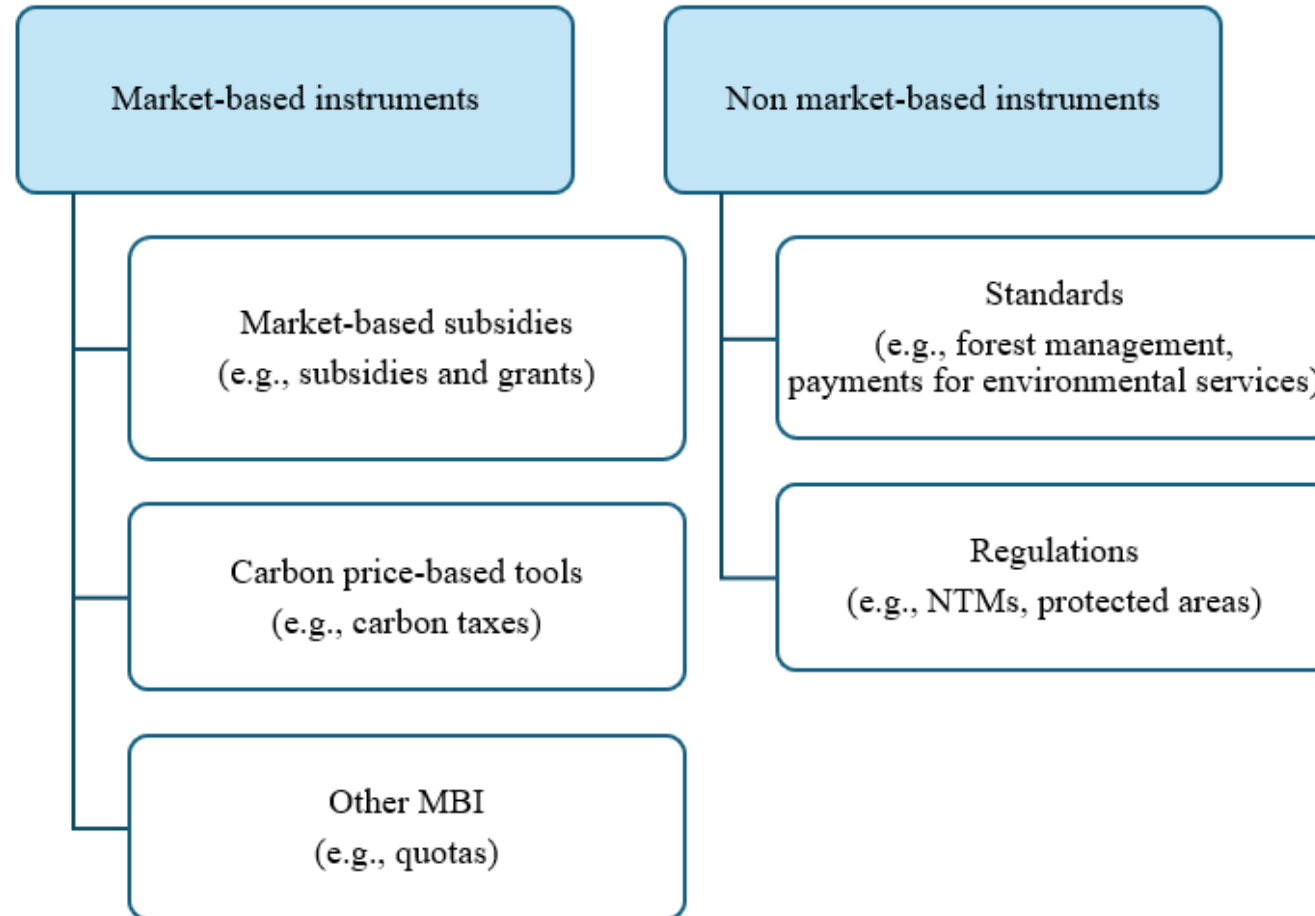 Market-based instruments
Market-based subsidies
(e.g., subsidies and grants)
Carbon price-based tools
(e.g., carbon taxes)
Other MBI
(e.g., quotas)
Non market-based instruments
Standards
(e.g., forest management,
payments for environmental services)
Regulations
(e.g., NTMs, protected areas)